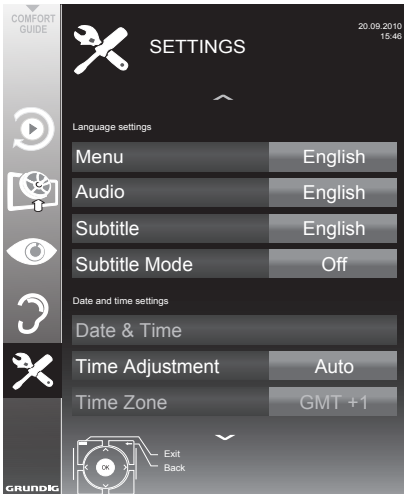 COMFORT
GUIDE
SETTINGS
20.09.2010
15:46
Language settings
Menu English
Audio English
Subtitle English
Subtitle Mode Off
Date and time settings
Date & Time
Time Adjustment Auto
Time Zone GMT +1
Exit
Back
OK
GRUNDIG